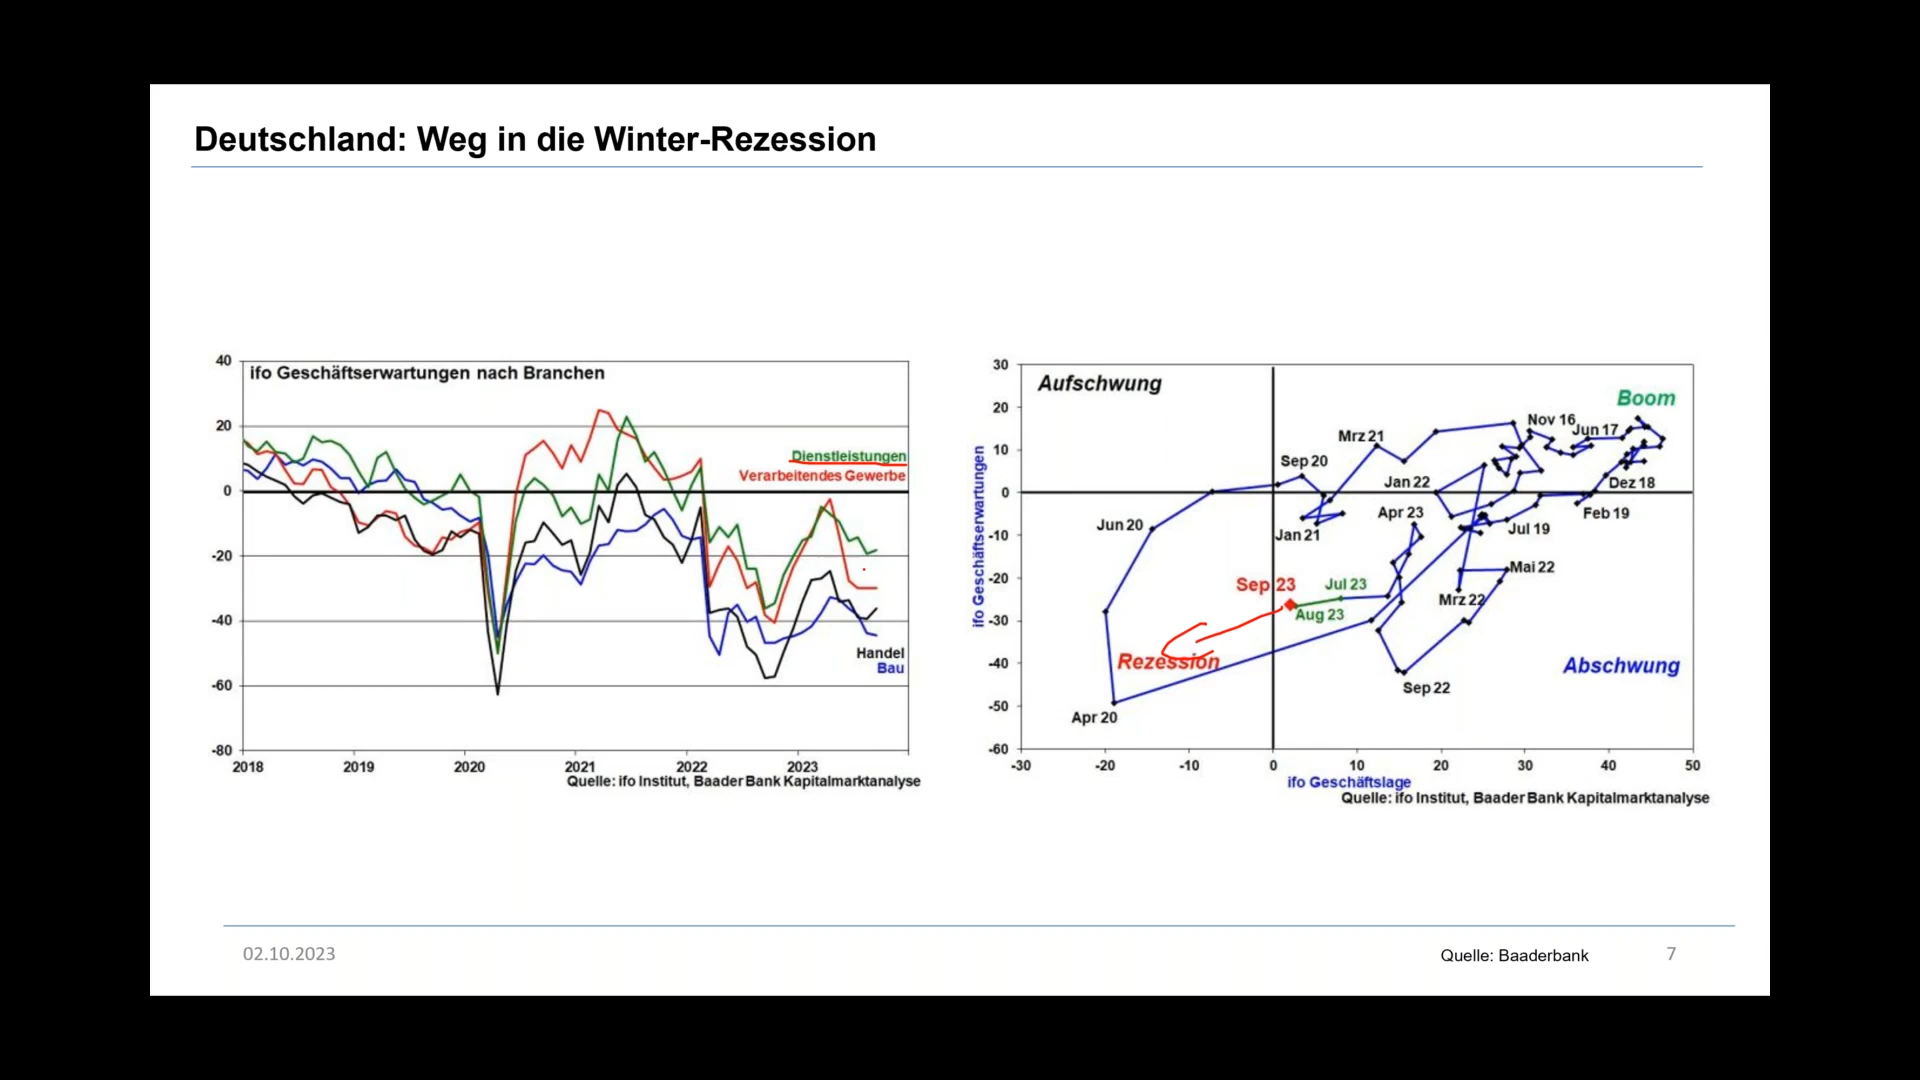 Deutschland: Weg in die Winter-Rezession
ifo Geschäftserwartungen nach Branchen
40
20
0
-20
-40
-60
-80
Dienstleistungen
Verarbeitendes Gewerbe
Handel
Bau
2018 2019 2020 2021 2022 2023
Quelle: ifo Institut, Baader Bank Kapitalmarktanalyse
ifo Geschäftserwartungen
30
20
10
0
-10
-20
-30
-40
-50
-60
Aufschwung
Boom
Nov 16
Jun 17
Mrz 21
Sep 20
Jan 22
Dez 18
Apr 23
Feb 19
Jun 20
Jan 21
Jul 19
Mai 22
Sep 23
Jul 23
Mrz 22
Aug 23
Rezession
Abschwung
Sep 22
Apr 20
-30 -20 -10 0 10 20 30 40 50
ifo Geschäftslage
Quelle: ifo Institut, Baader Bank Kapitalmarktanalyse
02.10.2023
Quelle: Baaderbank
7